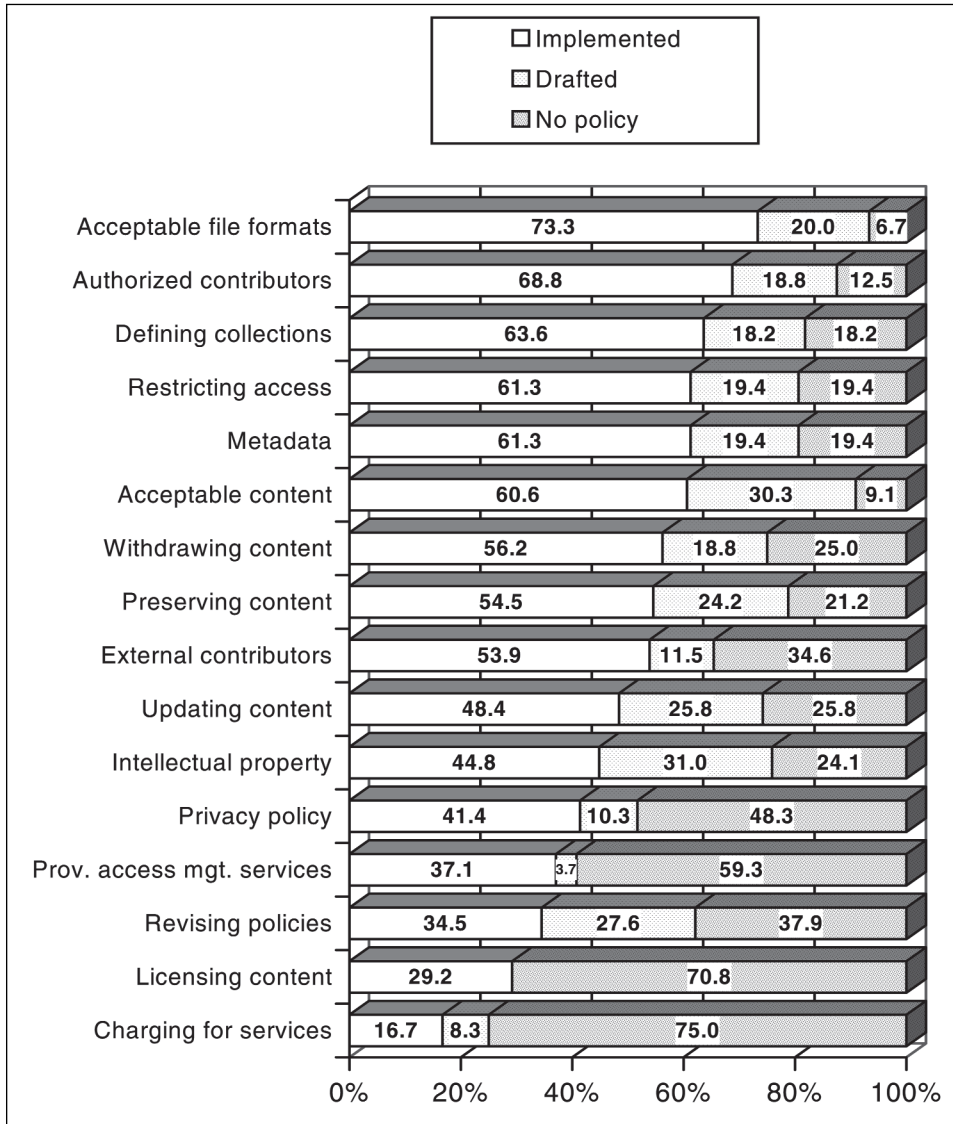 Implemented
Drafted
No policy
Acceptable file formats 73.3 20.0 6.7
Authorized contributors 68.8 18.8 12.5
Defining collections 63.6 18.2 18.2
Restricting access 61.3 19.4 19.4
Metadata 61.3 19.4 19.4
Acceptable content 60.6 30.3 9.1
Withdrawing content 56.2 18.8 25.0
Preserving content 54.5 24.2 21.2
External contributors 53.9 11.5 34.6
Updating content 48.4 25.8 25.8
Intellectual property 44.8 31.0 24.1
Privacy policy 41.4 10.3 48.3
Prov. access mgt. services 37.1 3.7 59.3
Revising policies 34.5 27.6 37.9
Licensing content 29.2 70.8
Charging for services 16.7 8.3 75.0
0% 20% 40% 60% 80% 100%